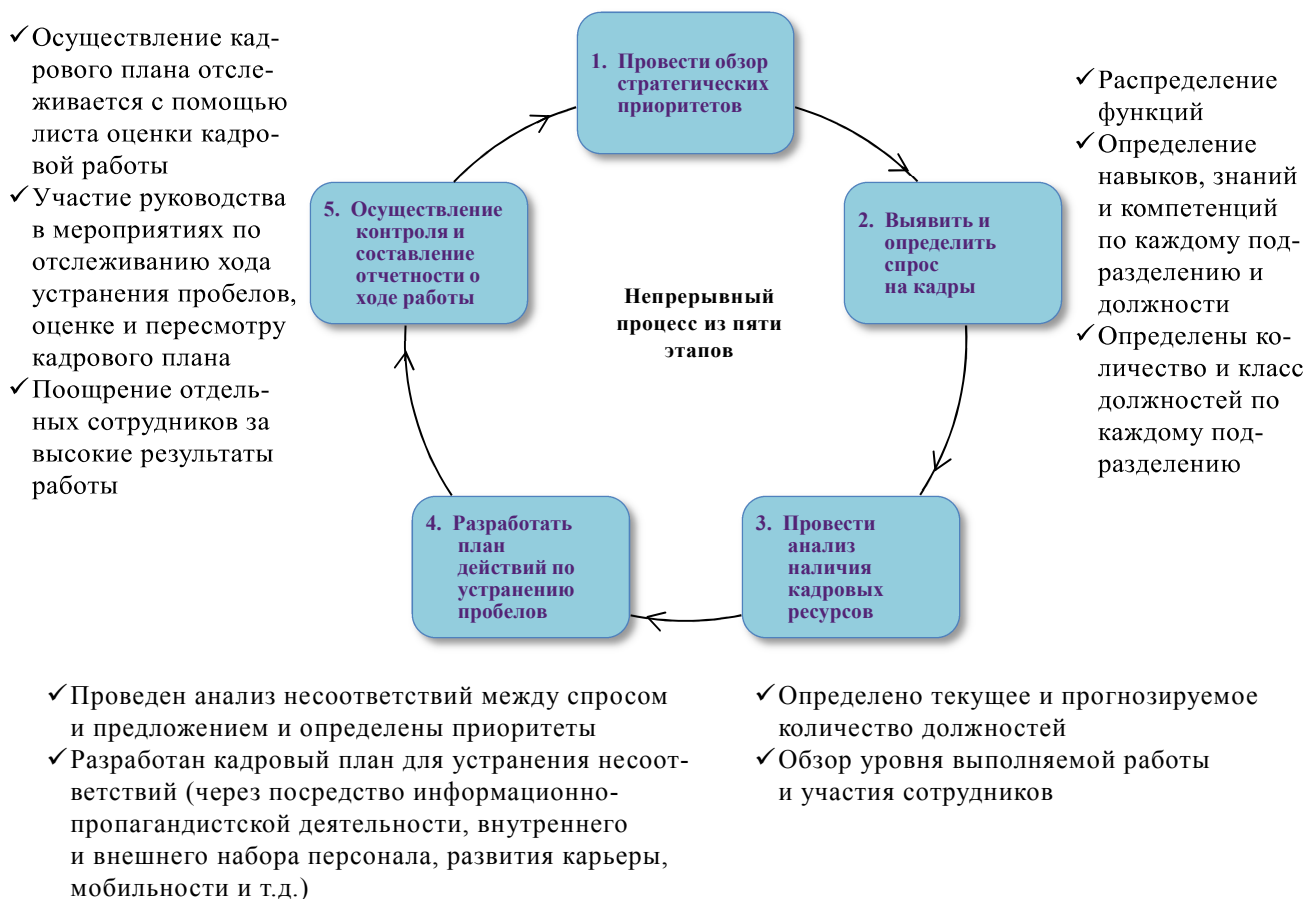 1. Провести обзор
стратегических
приоритетов
2. Выявить и
определить
спрос
на кадры
3. Провести
анализ
наличия
кадровых
ресурсов
4. Разработать
план
действий по
устранению
пробелов
5. Осуществление
контроля и
составление
отчетности о
ходе работы
Непрерывный
процесс из пяти
этапов
✓ Осуществление кад-
рового плана отсле-
живается с помощью
листа оценки кадро-
вой работы
✓ Участие руководства
в мероприятиях по
отслеживанию хода
устранения пробелов,
оценке и пересмотру
кадрового плана
✓ Поощрение отдель-
ных сотрудников за
высокие результаты
работы
✓ Распределение
функций
✓ Определение
навыков, знаний
и компетенций
по каждому под-
разделению и
должности
✓ Определены ко-
личество и класс
должностей по
каждому под-
разделению
✓ Проведен анализ несоответствий между спросом
и предложением и определены приоритеты
✓ Разработан кадровый план для устранения несоот-
ветствий (через посредство информационно-
пропагандистской деятельности, внутреннего
и внешнего набора персонала, развития карьеры,
мобильности и т.д.)
✓ Определено текущее и прогнозируемое
количество должностей
✓ Обзор уровня выполняемой работы
и участия сотрудников